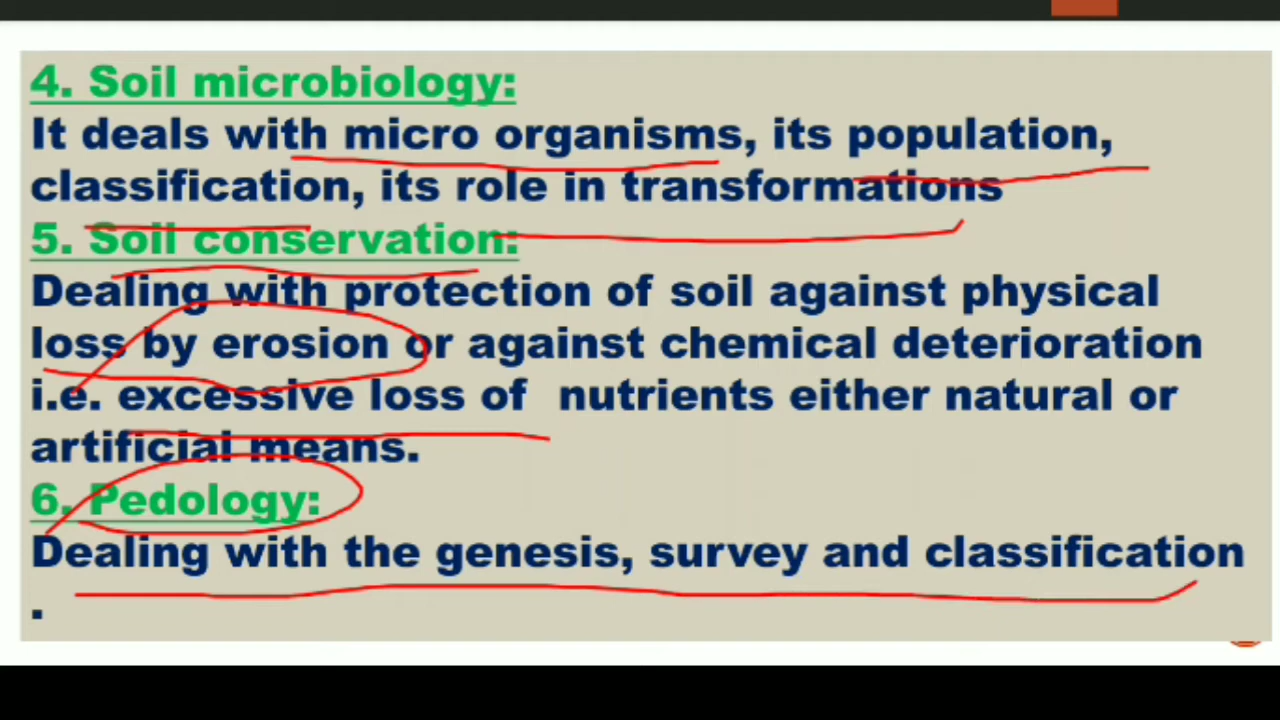 4. Soil microbiology:
It deals with micro organisms, its population,
classification, its role in transformations
5. Soil conservation:
Dealing with protection of soil against physical
loss by erosion or against chemical deterioration
i.e. excessive loss of nutrients either natural or
artificial means.
6. Pedology:
Dealing with the genesis, survey and classification
.